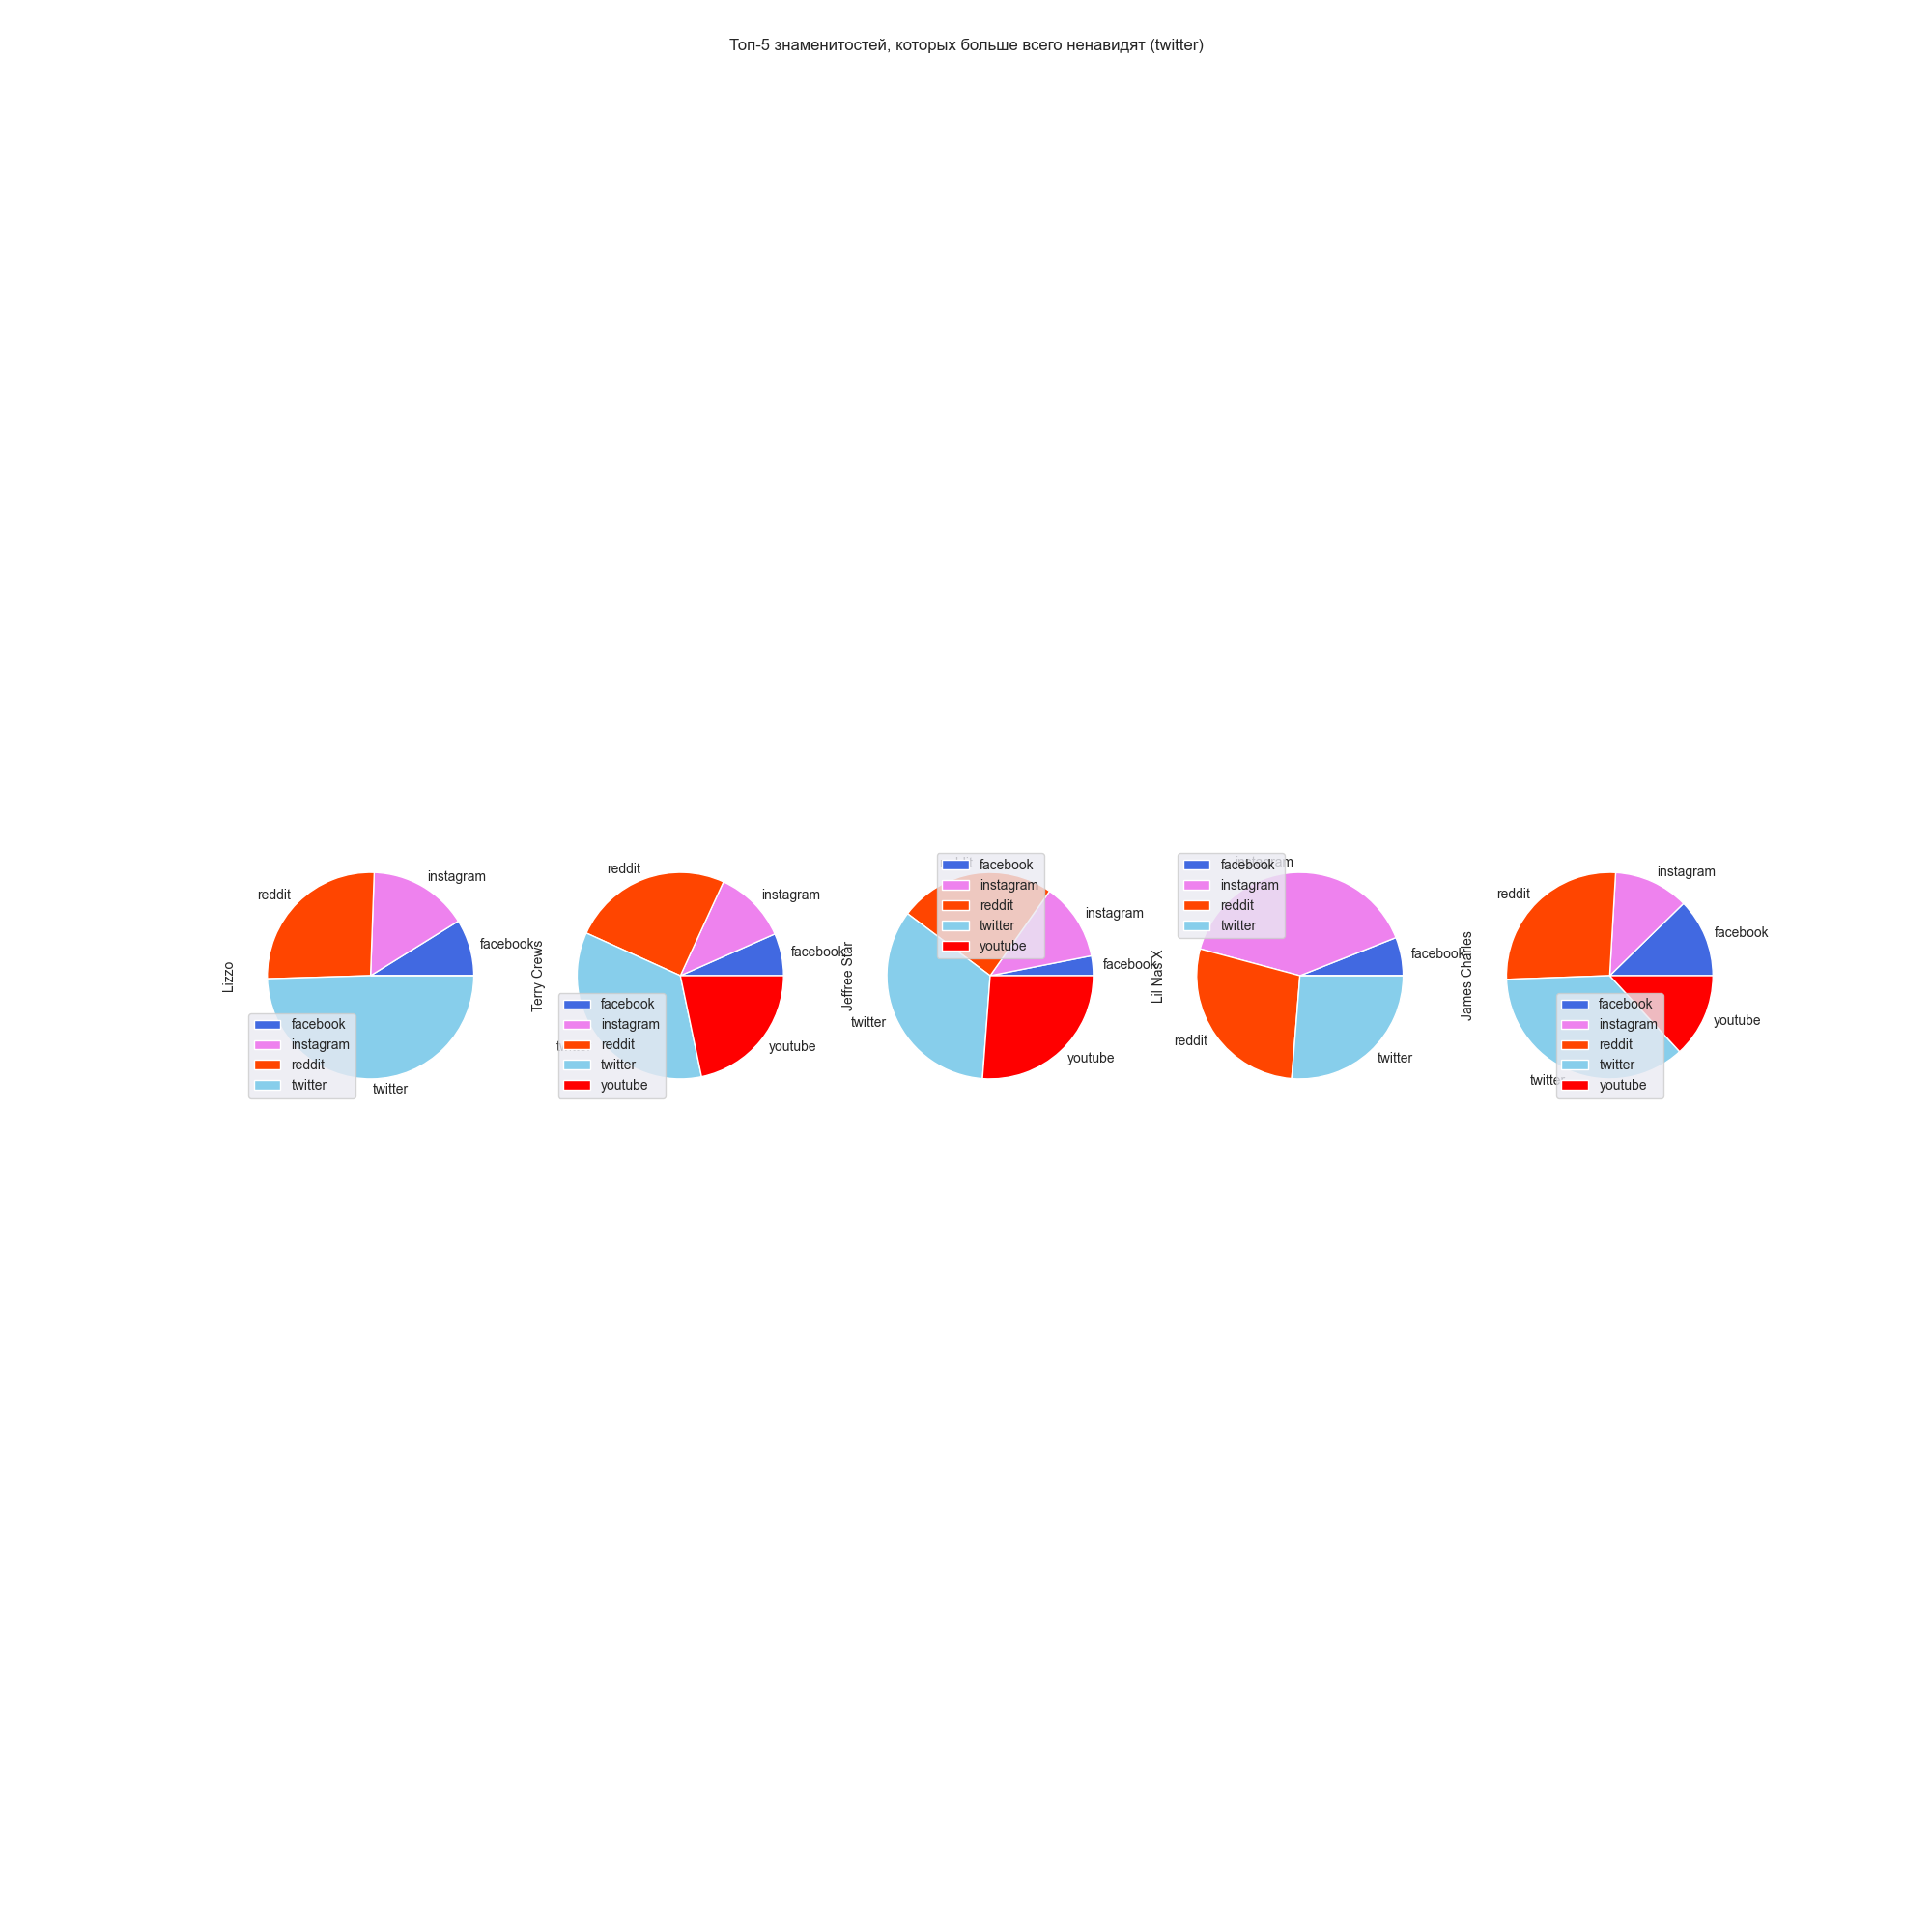 Топ-5 знаменитостей, которых больше всего ненавидят (twitter)
Lizzo
facebook
instagram
reddit
twitter
facebook
instagram
reddit
twitter
Terry Crews
facebook
instagram
reddit
youtube
facebook
instagram
reddit
twitter
youtube
Jeffree Star
facebook
instagram
twitter
youtube
facebook
instagram
reddit
twitter
youtube
Lil Nas X
facebook
instagram
reddit
twitter
facebook
instagram
reddit
twitter
James Charles
facebook
instagram
reddit
twitter
youtube
facebook
instagram
reddit
twitter
youtube